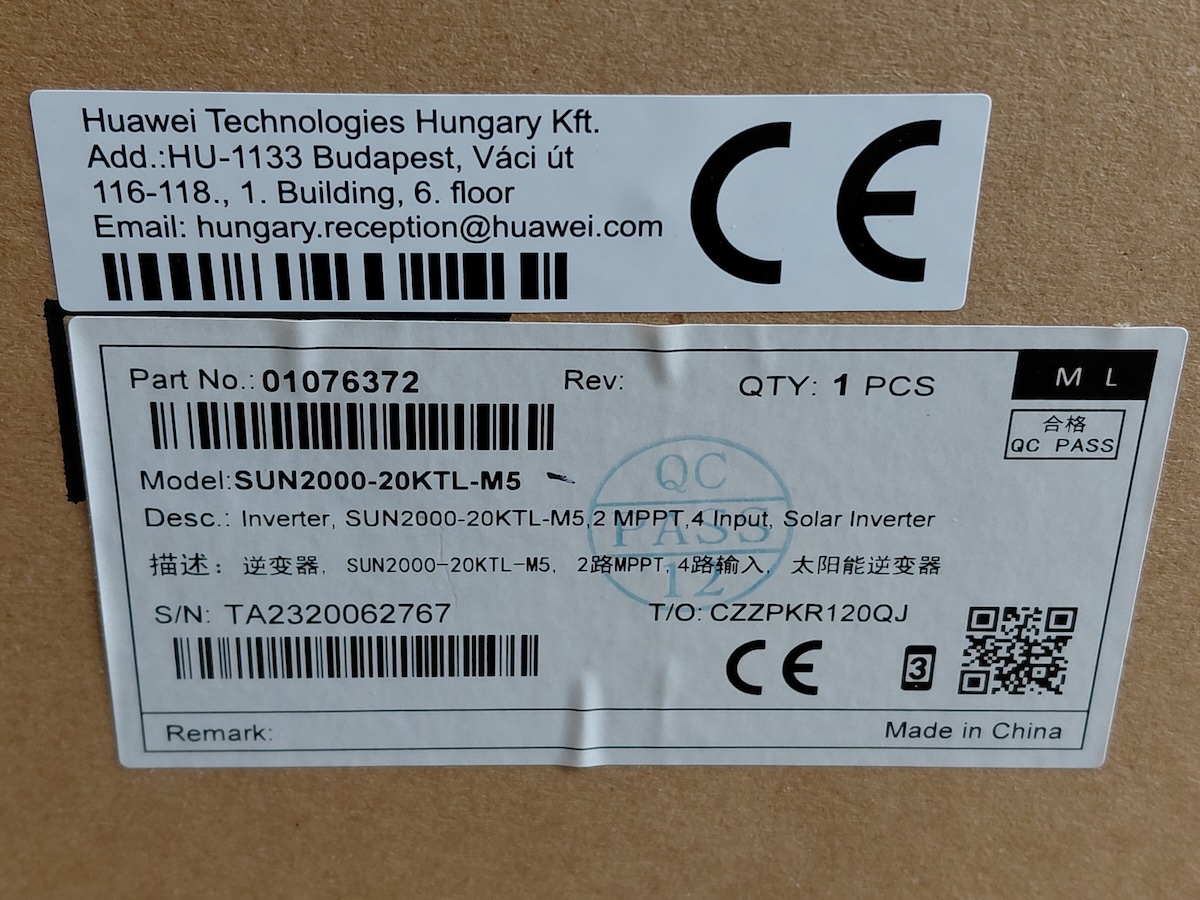 Huawei Technologies Hungary Kft.
Add.:HU-1133 Budapest, Váci út
116-118., 1. Building, 6. floor
Email: hungary.reception@huawei.com
CE
Part No.: 01076372 Rev: QTY: 1 PCS
M L
合格
QC PASS
Model:SUN2000-20KTL-M5
QC
PASS
12
Desc.: Inverter, SUN2000-20KTL-M5,2 MPPT,4 Input, Solar Inverter
描述：逆变器, SUN2000-20KTL-M5, 2路MPPT, 4路输入, 太阳能逆变器
S/N: TA2320062767 T/O: CZZPKR120QJ
CE 3
Remark: Made in China